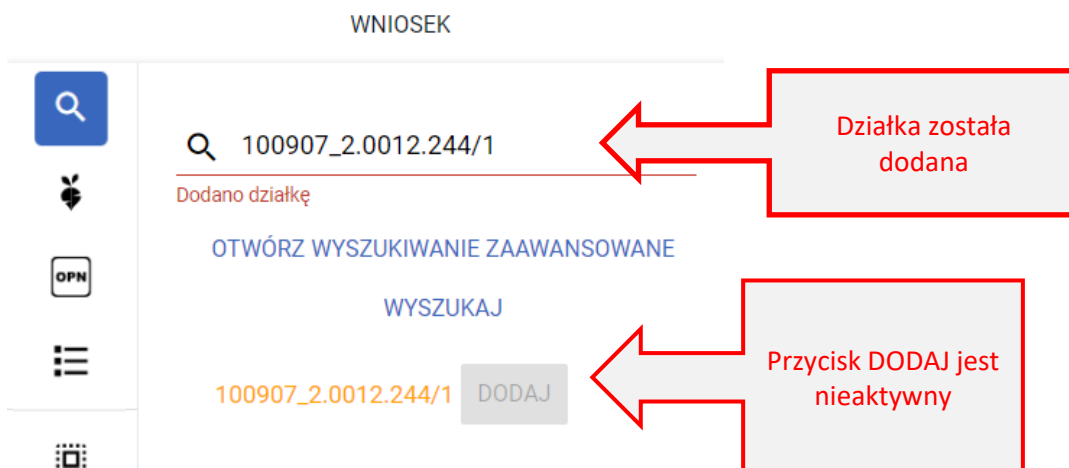 WNIOSEK
100907_2.0012.244/1
Dodano działkę
Działka została
dodana
OPN
OTWÓRZ WYSZUKIWANIE ZAAWANSOWANE
WYSZUKAJ
100907_2.0012.244/1 DODAJ
Przycisk DODAJ jest
nieaktywny